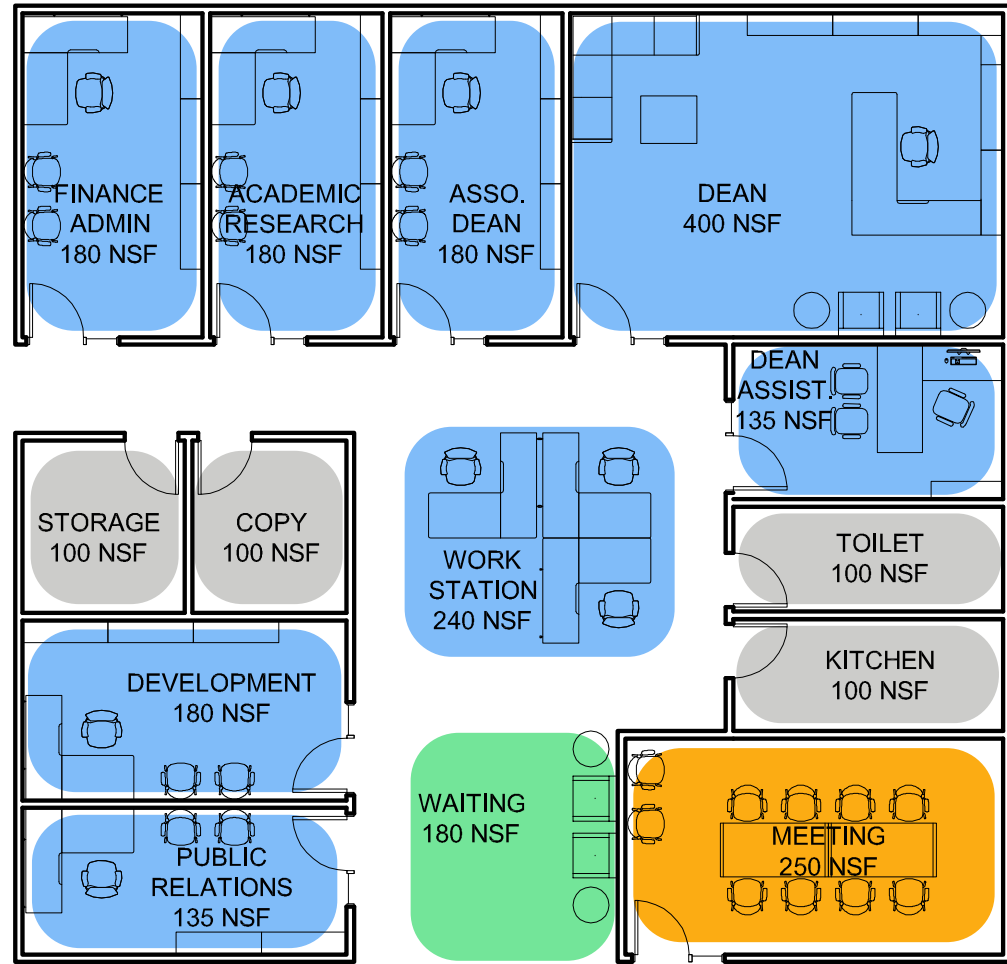 FINANCE
ADMIN
180 NSF
ACADEMIC
RESEARCH
180 NSF
ASSO.
DEAN
180 NSF
DEAN
400 NSF
DEAN
ASSIST.
135 NSF
STORAGE
100 NSF
COPY
100 NSF
WORK
STATION
240 NSF
TOILET
100 NSF
KITCHEN
100 NSF
DEVELOPMENT
180 NSF
WAITING
180 NSF
MEETING
250 NSF
PUBLIC
RELATIONS
135 NSF